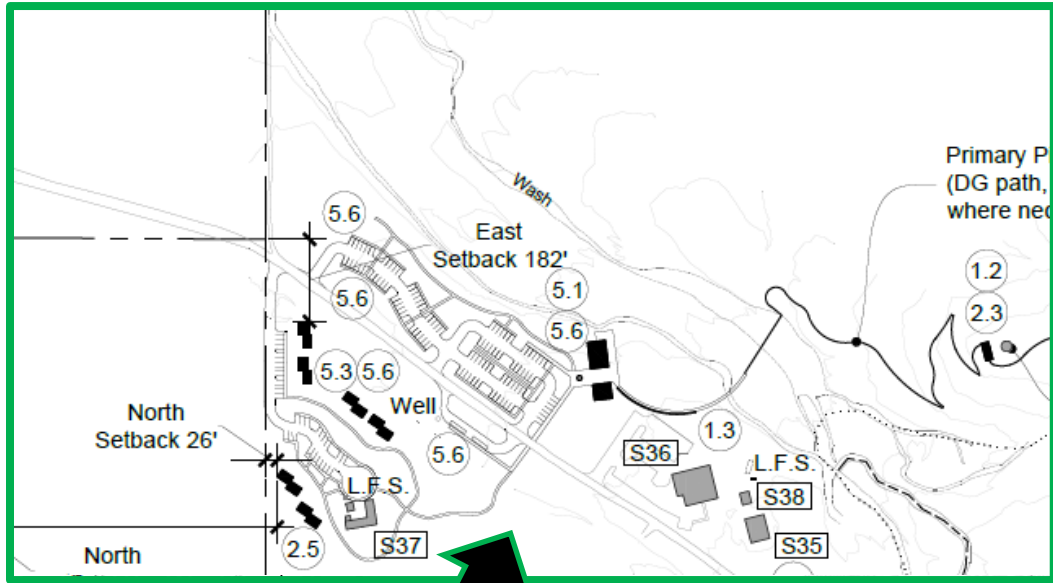 Primary P
(DG path,
where nec
Wash
5.6
East
Setback 182'
1.2
5.1
5.6
2.3
5.6
5.3
5.6
Well
North
Setback 26'
1.3
5.6
S36
L.F.S.
L.F.S.
S38
2.5
S37
S35
North